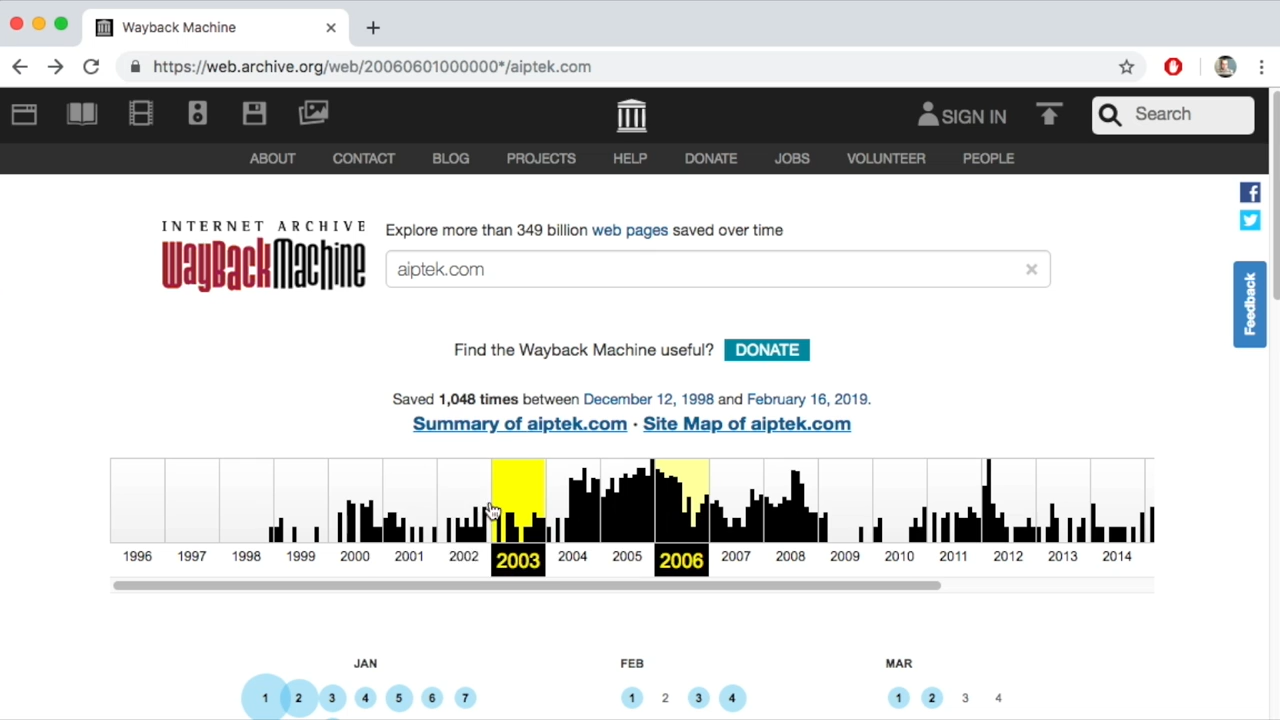 Wayback Machine
https://web.archive.org/web/20060601000000*/aiptek.com
SIGN IN
Search
ABOUT CONTACT BLOG PROJECTS HELP DONATE JOBS VOLUNTEER PEOPLE
INTERNET ARCHIVE
WayBackMachine
Explore more than 349 billion web pages saved over time
aiptek.com
Feedback
Find the Wayback Machine useful? DONATE
Saved 1,048 times between December 12, 1998 and February 16, 2019.
Summary of aiptek.com · Site Map of aiptek.com
1996 1997 1998 1999 2000 2001 2002 2003 2004 2005 2006 2007 2008 2009 2010 2011 2012 2013 2014
JAN FEB MAR
1 2 3 4 5 6 7 1 2 3 4 1 2 3 4